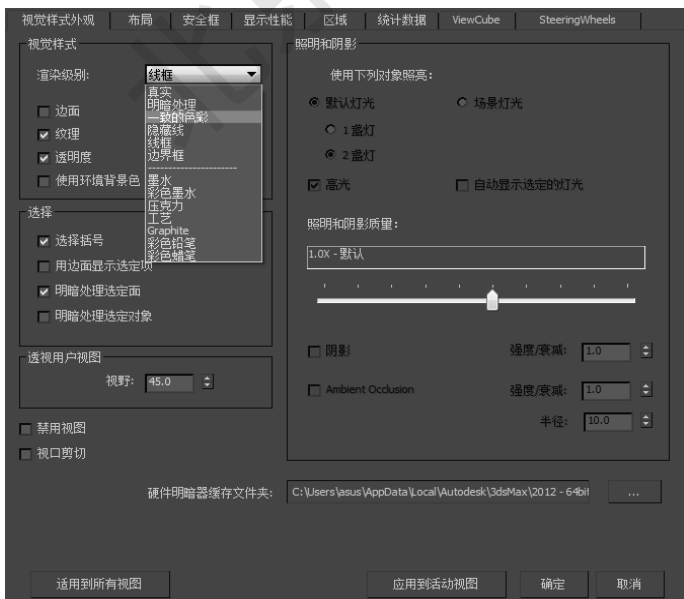 视觉样式外观 布局 安全框 显示性能 区域 统计数据 ViewCube SteeringWheels
视觉样式
渲染级别: 线框
真实
明暗处理
一致的色彩
隐藏线
线框
边界框
--------------------
墨水
彩色墨水
压克力
工艺
Graphite
彩色铅笔
彩色蜡笔
边面
纹理
透明度
使用环境背景色
选择
选择括号
用边面显示选定项
明暗处理选定面
明暗处理选定对象
透视用户视图
视野: 45.0
禁用视图
视口剪切
照明和阴影
使用下列对象照亮:
默认灯光 场景灯光
1盏灯
2盏灯
高光 自动显示选定的灯光
照明和阴影质量:
1.0X - 默认
阴影 强度/衰减: 1.0
Ambient Occlusion 强度/衰减: 1.0
半径: 10.0
硬件明暗器缓存文件夹: C:\Users\asus\AppData\Local\Autodesk\3dsMax\2012 - 64bit ...
适用到所有视图 应用到活动视图 确定 取消